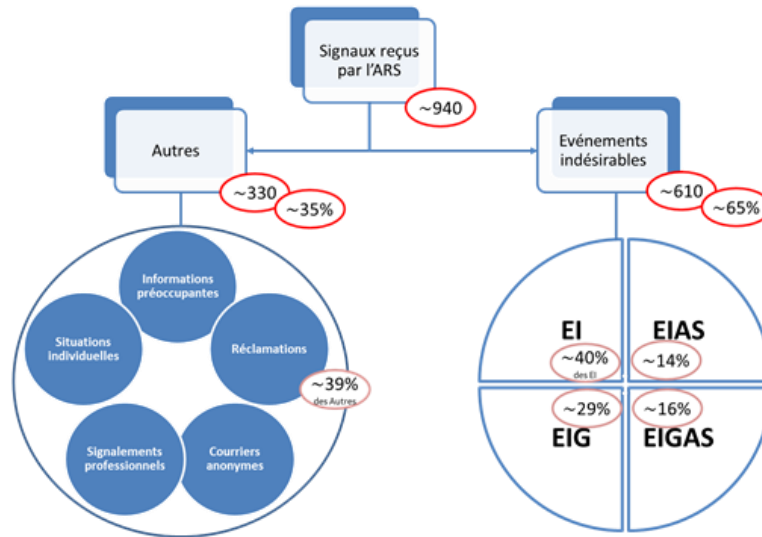 Signaux reçus
par l'ARS
~940
Autres
~330
~35%
Evénements
indésirables
~610
~65%
Informations
préoccupantes
Situations
individuelles
Réclamations
~39%
des Autres
Signalements
professionnels
Courriers
anonymes
EI
~40%
des EI
EIAS
~14%
~29%
EIG
~16%
EIGAS